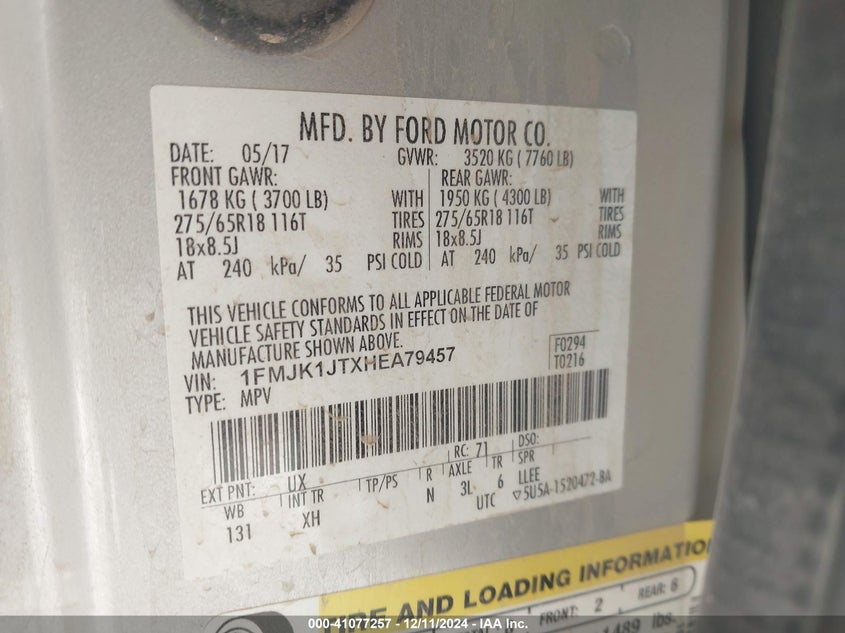 MFD. BY FORD MOTOR CO.
DATE: 05/17 GVWR: 3520 KG ( 7760 LB)
FRONT GAWR: REAR GAWR:
1678 KG ( 3700 LB) WITH 1950 KG ( 4300 LB) WITH
275/65R18 116T TIRES 275/65R18 116T TIRES
18x8.5J RIMS 18x8.5J RIMS
AT 240 kPa/ 35 PSI COLD AT 240 kPa/ 35 PSI COLD
THIS VEHICLE CONFORMS TO ALL APPLICABLE FEDERAL MOTOR
VEHICLE SAFETY STANDARDS IN EFFECT ON THE DATE OF
MANUFACTURE SHOWN ABOVE.
F0294
VIN: 1FMJK1JTXHEA79457
T0216
TYPE: MPV
EXT PNT: UX RC: 71 DSO:
WB INT TR TP/PS R AXLE TR SPR
131 XH N 3L 6 LLEE
UTC ▽5U5A-1520472-BA
TIRE AND LOADING INFORMATION
FRONT: 2 REAR: 6
1489 lbs.
000-41077257 - 12/11/2024 - IAA Inc.